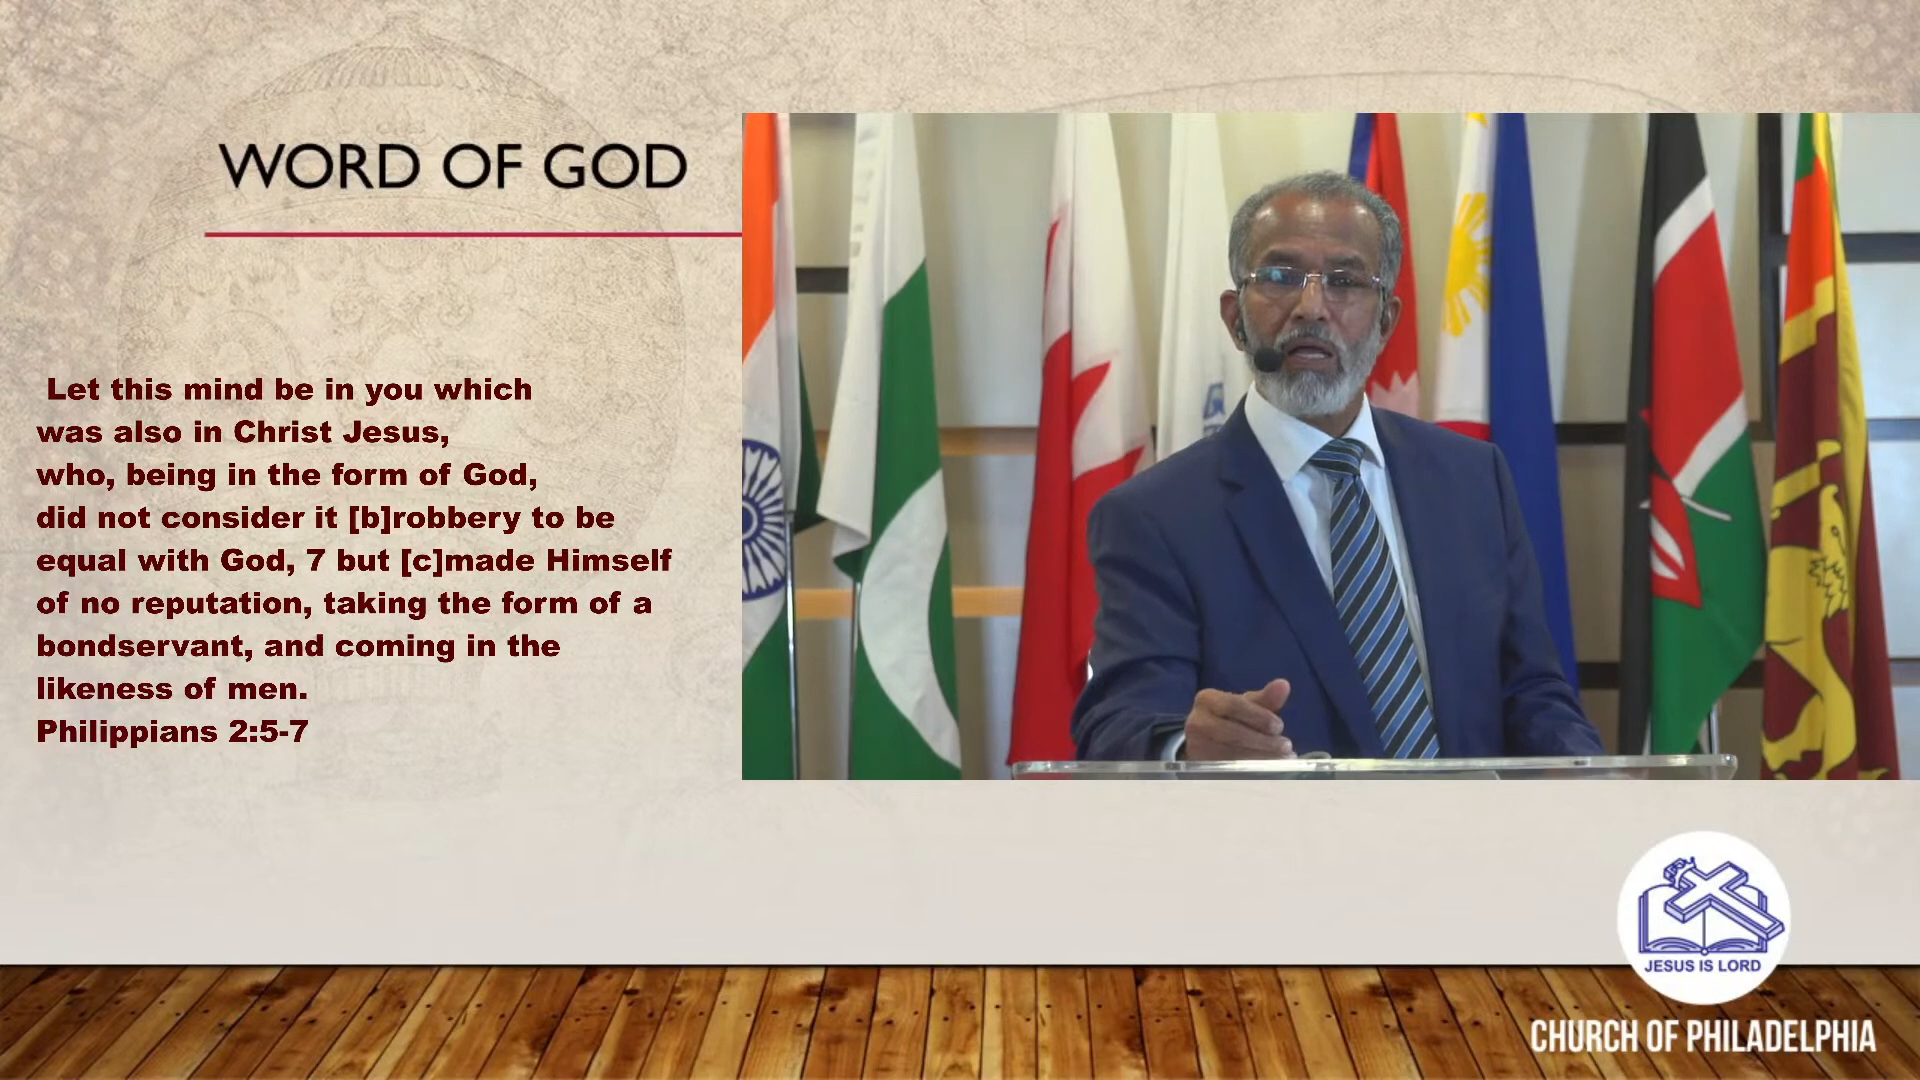 WORD OF GOD
Let this mind be in you which
was also in Christ Jesus,
who, being in the form of God,
did not consider it [b]robbery to be
equal with God, 7 but [c]made Himself
of no reputation, taking the form of a
bondservant, and coming in the
likeness of men.
Philippians 2:5-7
JESUS IS LORD
CHURCH OF PHILADELPHIA